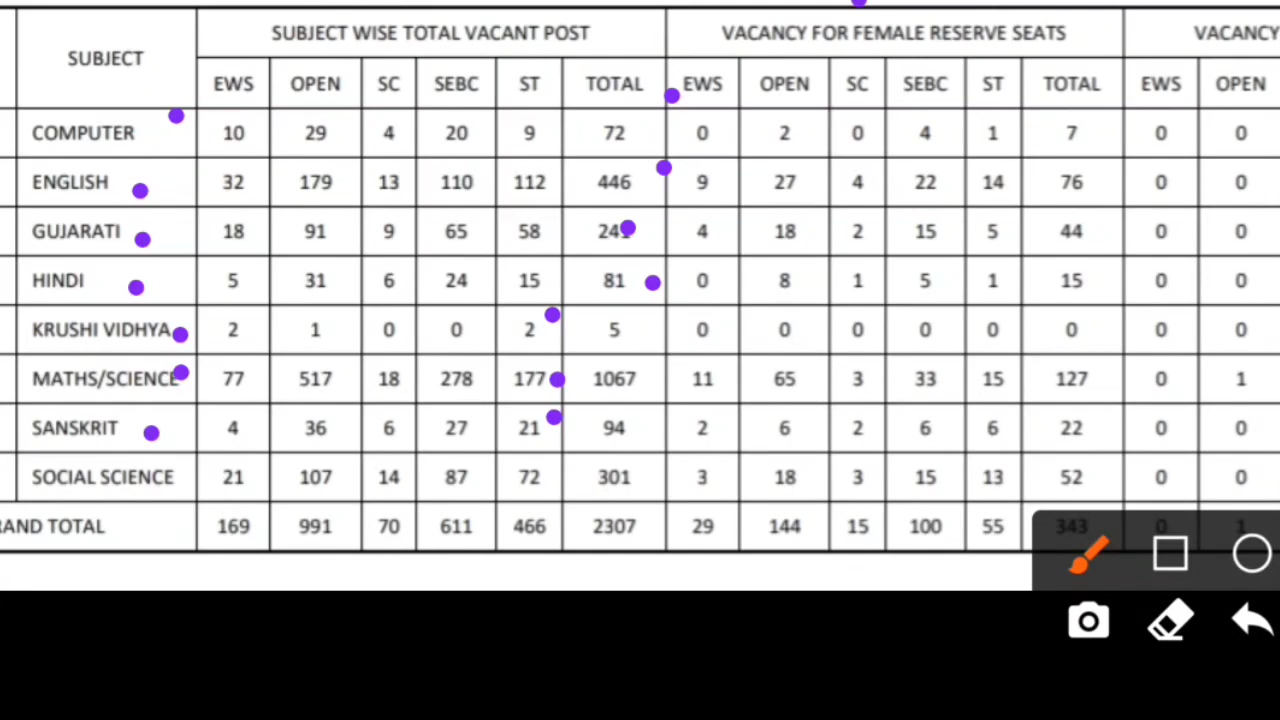 SUBJECT SUBJECT WISE TOTAL VACANT POST VACANCY FOR FEMALE RESERVE SEATS VACANCY
EWS OPEN SC SEBC ST TOTAL EWS OPEN SC SEBC ST TOTAL EWS OPEN
COMPUTER 10 29 4 20 9 72 0 2 0 4 1 7 0 0
ENGLISH 32 179 13 110 112 446 9 27 4 22 14 76 0 0
GUJARATI 18 91 9 65 58 241 4 18 2 15 5 44 0 0
HINDI 5 31 6 24 15 81 0 8 1 5 1 15 0 0
KRUSHI VIDHYA 2 1 0 0 2 5 0 0 0 0 0 0 0 0
MATHS/SCIENCE 77 517 18 278 177 1067 11 65 3 33 15 127 0 1
SANSKRIT 4 36 6 27 21 94 2 6 2 6 6 22 0 0
SOCIAL SCIENCE 21 107 14 87 72 301 3 18 3 15 13 52 0 0
RAND TOTAL 169 991 70 611 466 2307 29 144 15 100 55 343 0 1